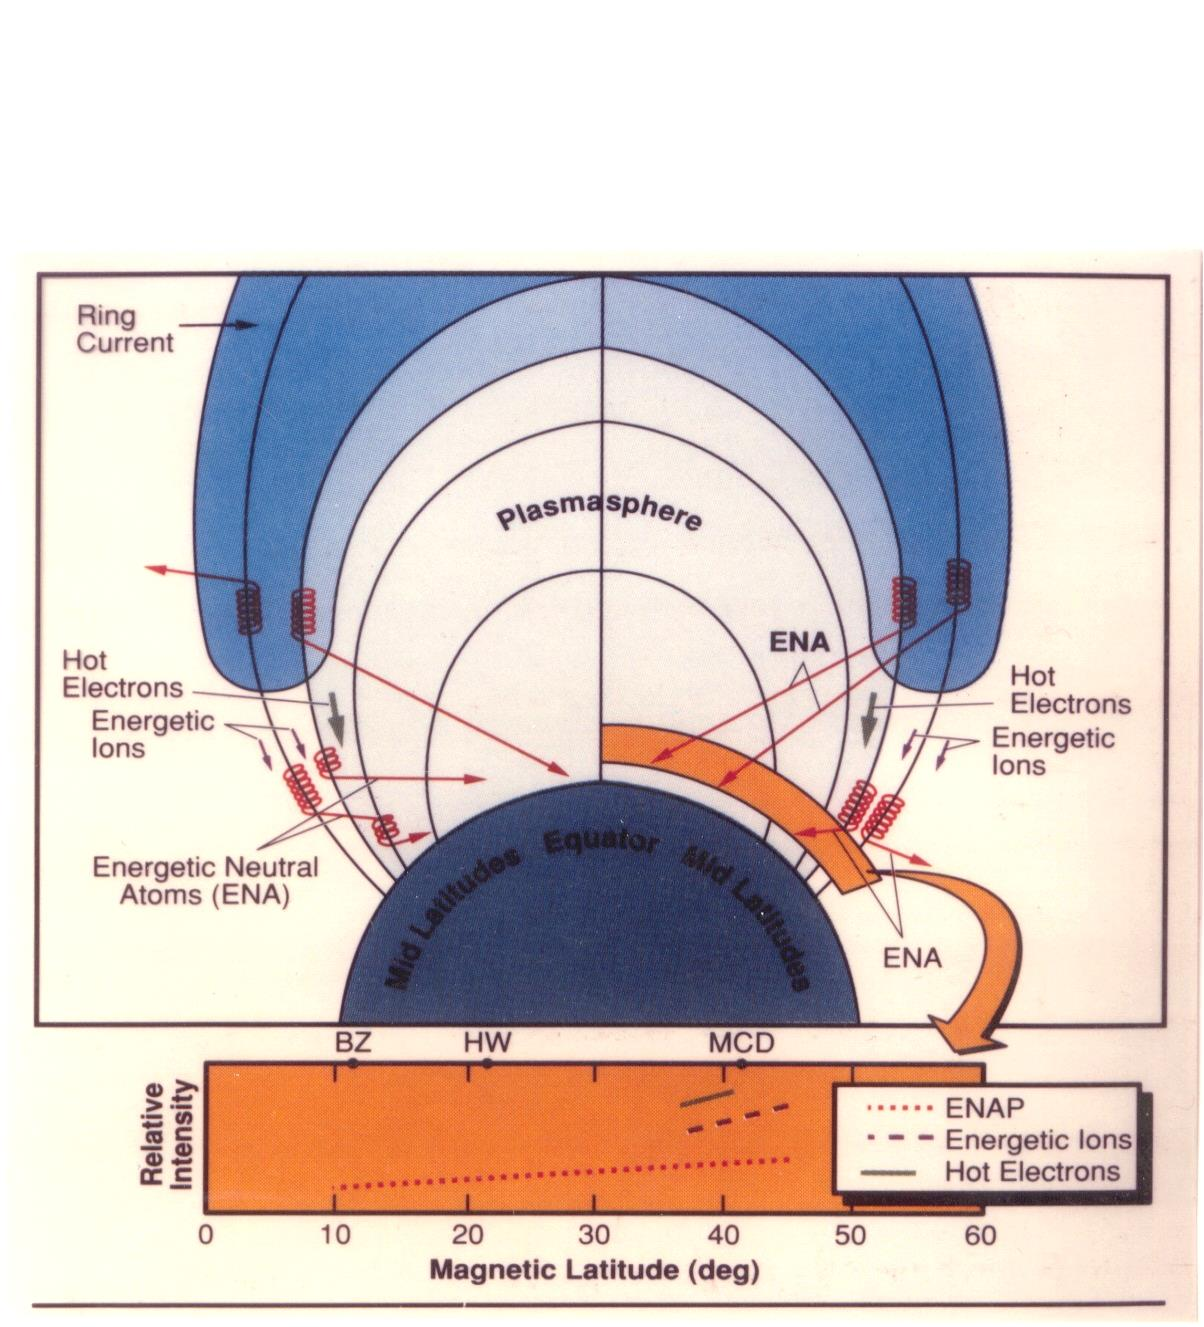 Ring
Current
Plasmasphere
ENA
Hot
Electrons
Energetic
Ions
Hot
Electrons
Energetic
Ions
Energetic Neutral
Atoms (ENA)
Mid Latitudes Equator Mid Latitudes
ENA
BZ HW MCD
Relative
Intensity
ENAP
Energetic Ions
Hot Electrons
0 10 20 30 40 50 60
Magnetic Latitude (deg)